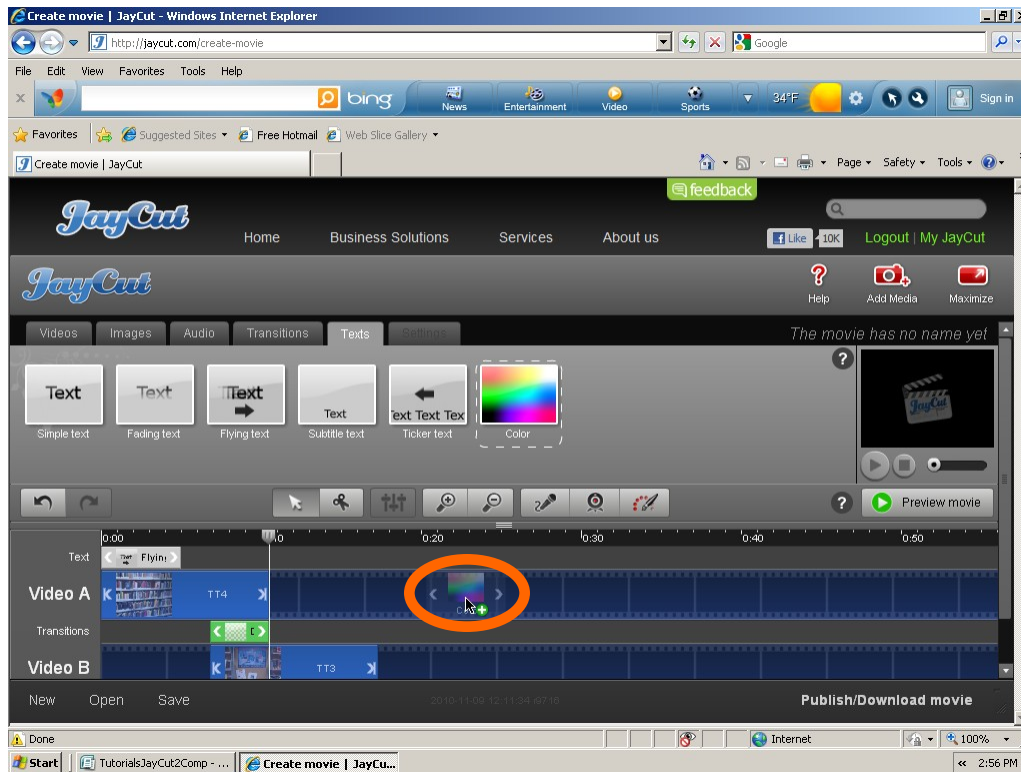 Create movie | JayCut - Windows Internet Explorer
http://jaycut.com/create-movie
Google
File Edit View Favorites Tools Help
x bing News Entertainment Video Sports 34°F Sign in
Favorites Suggested Sites Free Hotmail Web Slice Gallery
Create movie | JayCut
Page Safety Tools
feedback
JayCut
Home Business Solutions Services About us
Like 10K Logout | My JayCut
JayCut
Help Add Media Maximize
Videos Images Audio Transitions Texts Settings
The movie has no name yet
Text Text Text Text Text Text Tex
Simple text Fading text Flying text Subtitle text Ticker text Color
JayCut
Preview movie
0:00 0:20 0:30 0:40 0:50
Text Flyin
Video A TT4
Transitions
Video B TT3
New Open Save
Publish/Download movie
Done Internet 100%
Start TutorialsJayCut2Comp - ... Create movie | JayCu... 2:56 PM